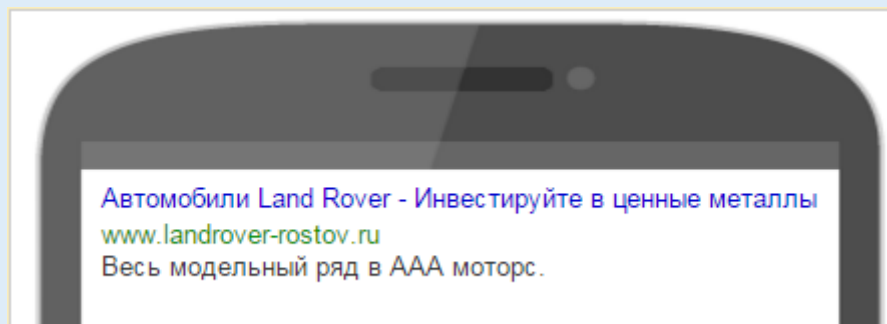 Автомобили Land Rover - Инвестируйте в ценные металлы
www.landrover-rostov.ru
Весь модельный ряд в ААА моторс.